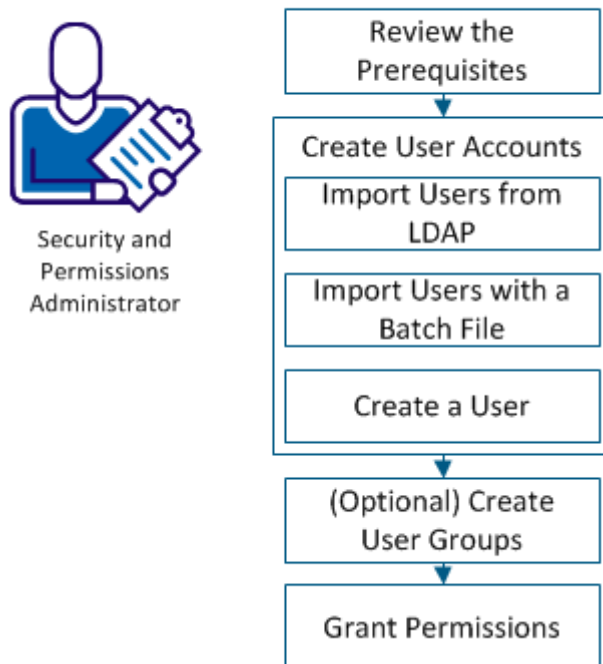 Review the
Prerequisites
Create User Accounts
Import Users from
LDAP
Import Users with a
Batch File
Create a User
(Optional) Create
User Groups
Grant Permissions
Security and
Permissions
Administrator